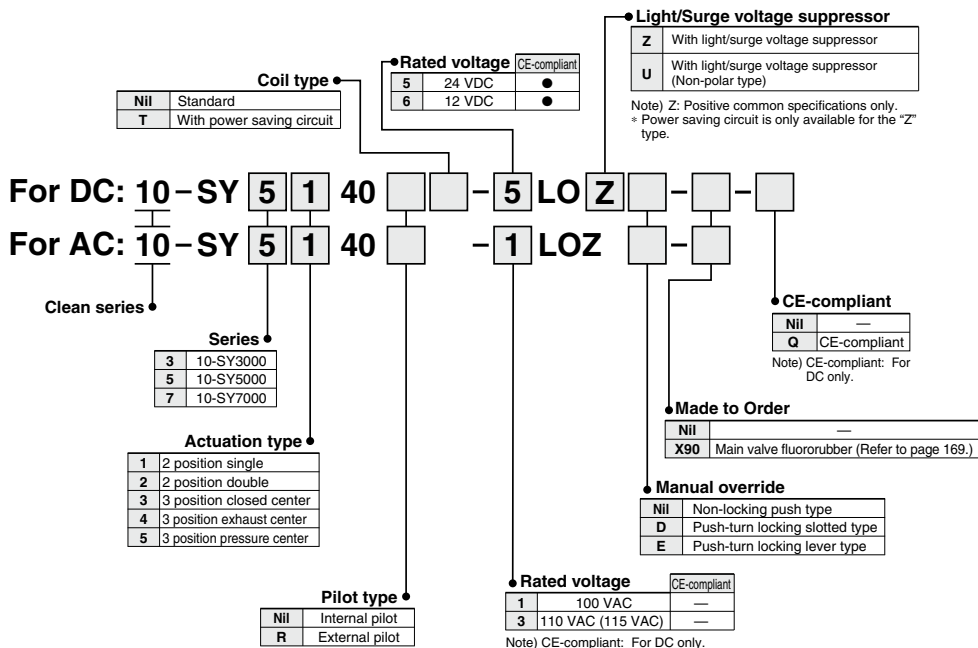 Light/Surge voltage suppressor
Z With light/surge voltage suppressor
U With light/surge voltage suppressor
(Non-polar type)
Note) Z: Positive common specifications only.
* Power saving circuit is only available for the “Z”
type.
Rated voltage CE-compliant
5 24 VDC ●
6 12 VDC ●
Coil type
Nil Standard
T With power saving circuit
For DC: 10-SY 5 1 40 - 5 LO Z - -
For AC: 10-SY 5 1 40 - 1 LOZ -
Clean series
Series
3 10-SY3000
5 10-SY5000
7 10-SY7000
CE-compliant
Nil —
Q CE-compliant
Note) CE-compliant: For
DC only.
Made to Order
Nil —
X90 Main valve fluororubber (Refer to page 169.)
Actuation type
1 2 position single
2 2 position double
3 3 position closed center
4 3 position exhaust center
5 3 position pressure center
Manual override
Nil Non-locking push type
D Push-turn locking slotted type
E Push-turn locking lever type
Pilot type
Nil Internal pilot
R External pilot
Rated voltage CE-compliant
1 100 VAC —
3 110 VAC (115 VAC) —
Note) CE-compliant: For DC only.